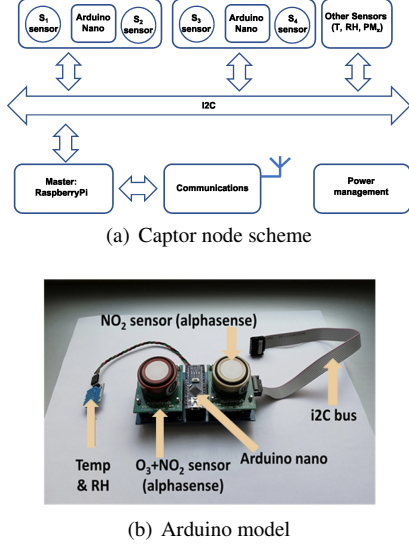 S1 sensor
Arduino Nano
S2 sensor
S3 sensor
Arduino Nano
S4 sensor
Other Sensors
(T, RH, PMx)
I2C
Master:
RaspberryPi
Communications
Power
management
(a) Captor node scheme
NO2 sensor (alphasense)
i2C bus
Arduino nano
Temp
& RH
O3+NO2 sensor
(alphasense)
(b) Arduino model